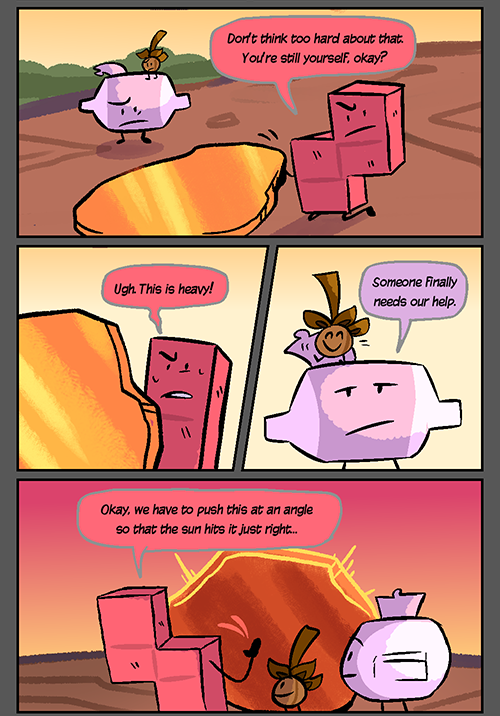 Don't think too hard about that.
You're still yourself, okay?
Ugh. This is heavy!
Someone finally
needs our help.
Okay, we have to push this at an angle
so that the sun hits it just right...